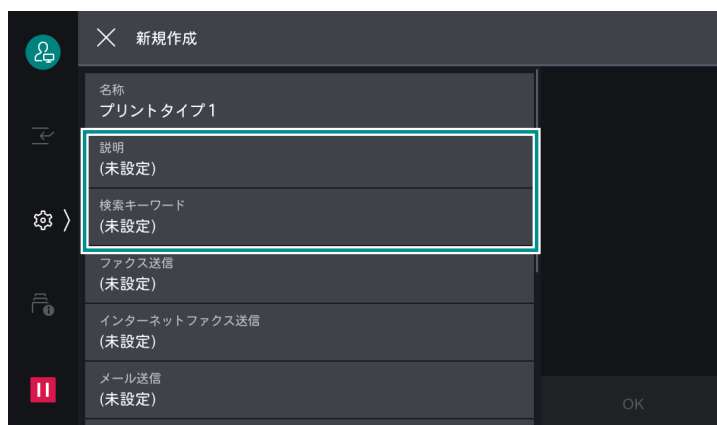 新規作成
名称
プリントタイプ1
説明
(未設定)
検索キーワード
(未設定)
ファクス送信
(未設定)
インターネットファクス送信
(未設定)
メール送信
(未設定)
OK